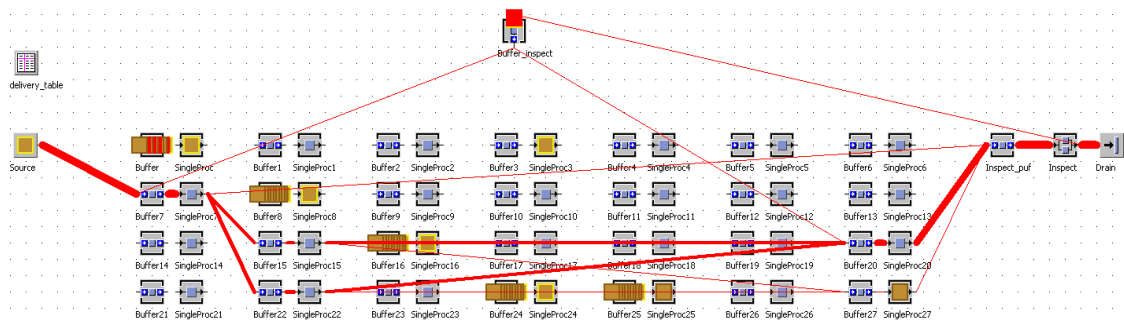 Buffer_inspect
delivery_table
Source Buffer SingleProc Buffer1 SingleProc1 Buffer2 SingleProc2 Buffer3 SingleProc3 Buffer4 SingleProc4 Buffer5 SingleProc5 Buffer6 SingleProc6 Inspect_puf Inspect Drain
Buffer7 SingleProc7 Buffer8 SingleProc8 Buffer9 SingleProc9 Buffer10 SingleProc10 Buffer11 SingleProc11 Buffer12 SingleProc12 Buffer13 SingleProc13
Buffer14 SingleProc14 Buffer15 SingleProc15 Buffer16 SingleProc16 Buffer17 SingleProc17 Buffer18 SingleProc18 Buffer19 SingleProc19 Buffer20 SingleProc20
Buffer21 SingleProc21 Buffer22 SingleProc22 Buffer23 SingleProc23 Buffer24 SingleProc24 Buffer25 SingleProc25 Buffer26 SingleProc26 Buffer27 SingleProc27